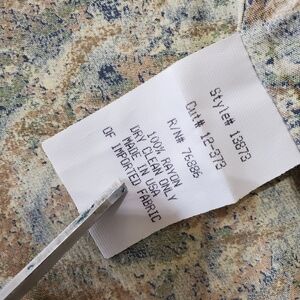 Style# 13873
Cut# 12-373
R/N# 76886
100% RAYON
DRY CLEAN ONLY
MADE IN USA
OF IMPORTED FABRIC